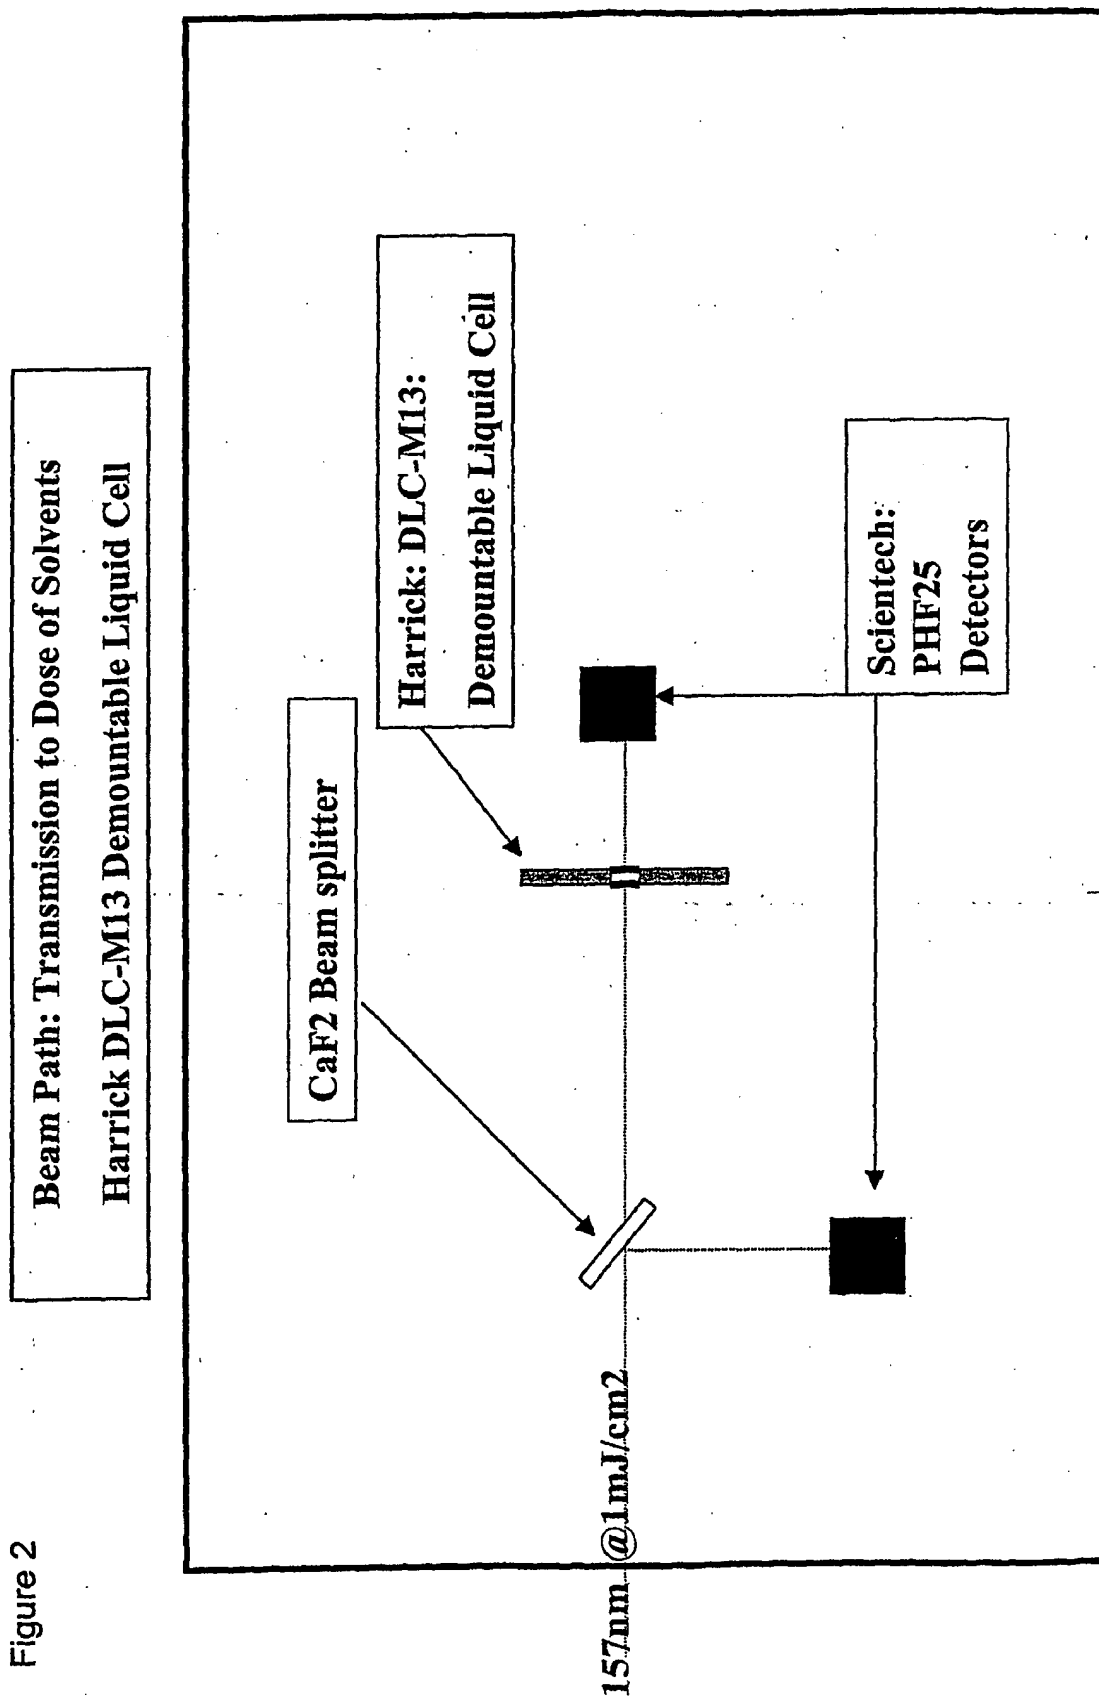 Figure 2
Beam Path: Transmission to Dose of Solvents
Harrick DLC-M13 Demountable Liquid Cell
CaF2 Beam splitter
Harrick: DLC-M13:
Demountable Liquid Cell
157nm @1mJ/cm2
Scientech:
PHF25
Detectors